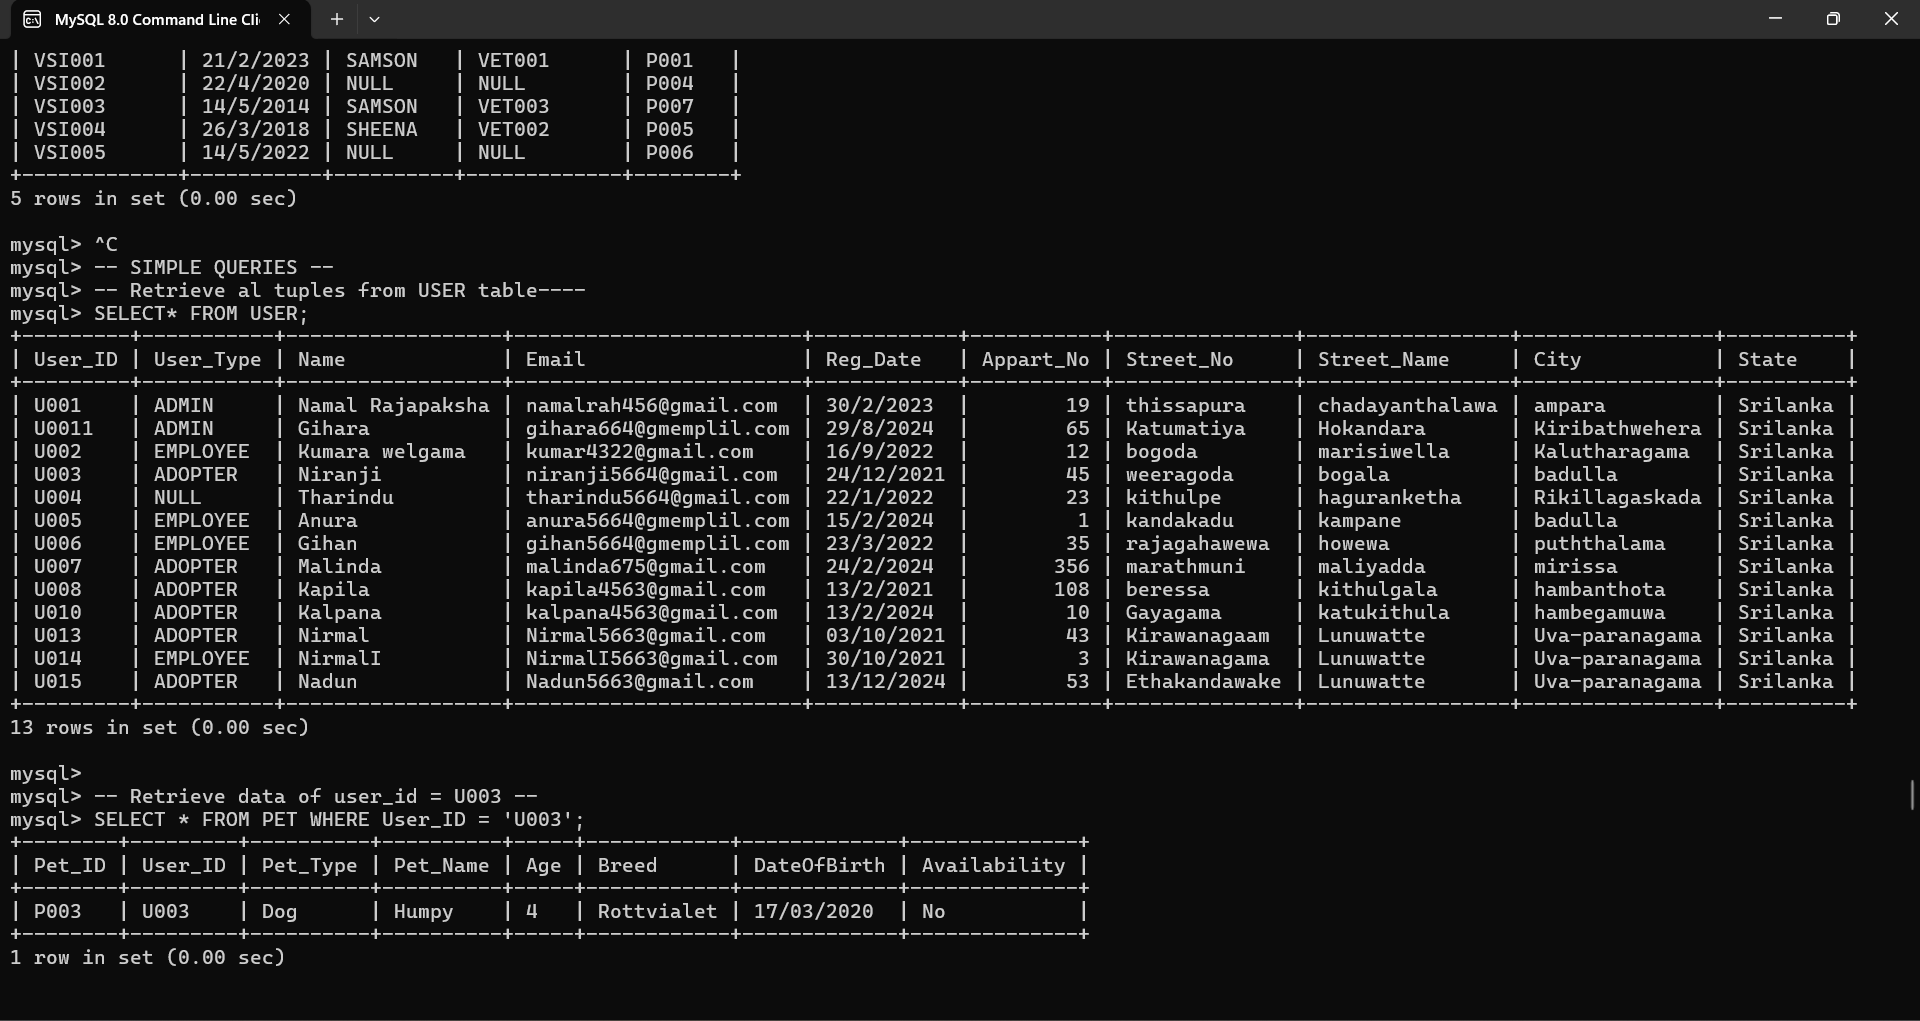 MySQL 8.0 Command Line Cli
| VSI001      | 21/2/2023 | SAMSON   | VET001      | P001   |
| VSI002      | 22/4/2020 | NULL     | NULL        | P004   |
| VSI003      | 14/5/2014 | SAMSON   | VET003      | P007   |
| VSI004      | 26/3/2018 | SHEENA   | VET002      | P005   |
| VSI005      | 14/5/2022 | NULL     | NULL        | P006   |
+-------------+-----------+----------+-------------+--------+
5 rows in set (0.00 sec)
mysql> ^C
mysql> -- SIMPLE QUERIES --
mysql> -- Retrieve al tuples from USER table----
mysql> SELECT* FROM USER;
+---------+-----------+------------------+------------------------+------------+-----------+---------------+-----------------+----------------+----------+
| User_ID | User_Type | Name             | Email                  | Reg_Date   | Appart_No | Street_No     | Street_Name     | City           | State    |
+---------+-----------+------------------+------------------------+------------+-----------+---------------+-----------------+----------------+----------+
| U001    | ADMIN     | Namal Rajapaksha | namalrah456@gmail.com  | 30/2/2023  |        19 | thissapura    | chadayanthalawa | ampara         | Srilanka |
| U0011   | ADMIN     | Gihara           | gihara664@gmemplil.com | 29/8/2024  |        65 | Katumatiya    | Hokandara       | Kiribathwehera | Srilanka |
| U002    | EMPLOYEE  | Kumara welgama   | kumar4322@gmail.com    | 16/9/2022  |        12 | bogoda        | marisiwella     | Kalutharagama  | Srilanka |
| U003    | ADOPTER   | Niranji          | niranji5664@gmail.com  | 24/12/2021 |        45 | weeragoda     | bogala          | badulla        | Srilanka |
| U004    | NULL      | Tharindu         | tharindu5664@gmail.com | 22/1/2022  |        23 | kithulpe      | haguranketha    | Rikillagaskada | Srilanka |
| U005    | EMPLOYEE  | Anura            | anura5664@gmemplil.com | 15/2/2024  |         1 | kandakadu     | kampane         | badulla        | Srilanka |
| U006    | EMPLOYEE  | Gihan            | gihan5664@gmemplil.com | 23/3/2022  |        35 | rajagahawewa  | howewa          | puththalama    | Srilanka |
| U007    | ADOPTER   | Malinda          | malinda675@gmail.com   | 24/2/2024  |       356 | marathmuni    | maliyadda       | mirissa        | Srilanka |
| U008    | ADOPTER   | Kapila           | kapila4563@gmail.com   | 13/2/2021  |       108 | beressa       | kithulgala      | hambanthota    | Srilanka |
| U010    | ADOPTER   | Kalpana          | kalpana4563@gmail.com  | 13/2/2024  |        10 | Gayagama      | katukithula     | hambegamuwa    | Srilanka |
| U013    | ADOPTER   | Nirmal           | Nirmal5663@gmail.com   | 03/10/2021 |        43 | Kirawanagaam  | Lunuwatte       | Uva-paranagama | Srilanka |
| U014    | EMPLOYEE  | NirmalI          | NirmalI5663@gmail.com  | 30/10/2021 |         3 | Kirawanagama  | Lunuwatte       | Uva-paranagama | Srilanka |
| U015    | ADOPTER   | Nadun            | Nadun5663@gmail.com    | 13/12/2024 |        53 | Ethakandawake | Lunuwatte       | Uva-paranagama | Srilanka |
+---------+-----------+------------------+------------------------+------------+-----------+---------------+-----------------+----------------+----------+
13 rows in set (0.00 sec)
mysql>
mysql> -- Retrieve data of user_id = U003 --
mysql> SELECT * FROM PET WHERE User_ID = 'U003';
+--------+---------+----------+----------+-----+------------+-------------+--------------+
| Pet_ID | User_ID | Pet_Type | Pet_Name | Age | Breed      | DateOfBirth | Availability |
+--------+---------+----------+----------+-----+------------+-------------+--------------+
| P003   | U003    | Dog      | Humpy    | 4   | Rottvialet | 17/03/2020  | No           |
+--------+---------+----------+----------+-----+------------+-------------+--------------+
1 row in set (0.00 sec)